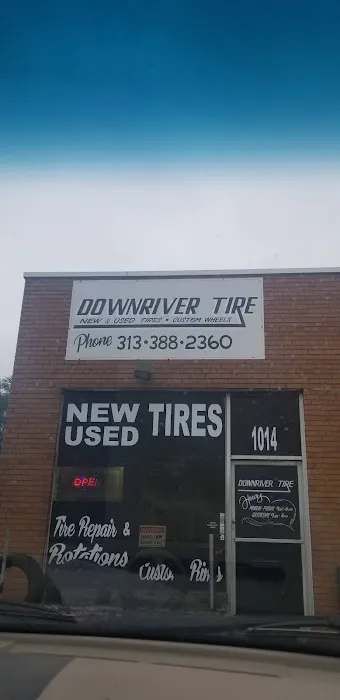 DOWNRIVER TIRE
NEW & USED TIRES • CUSTOM WHEELS
Phone 313•388•2360
NEW
USED
TIRES
1014
OPEN
DOWNRIVER TIRE
Hours
Tire Repair &
Rotations
Custom Rims